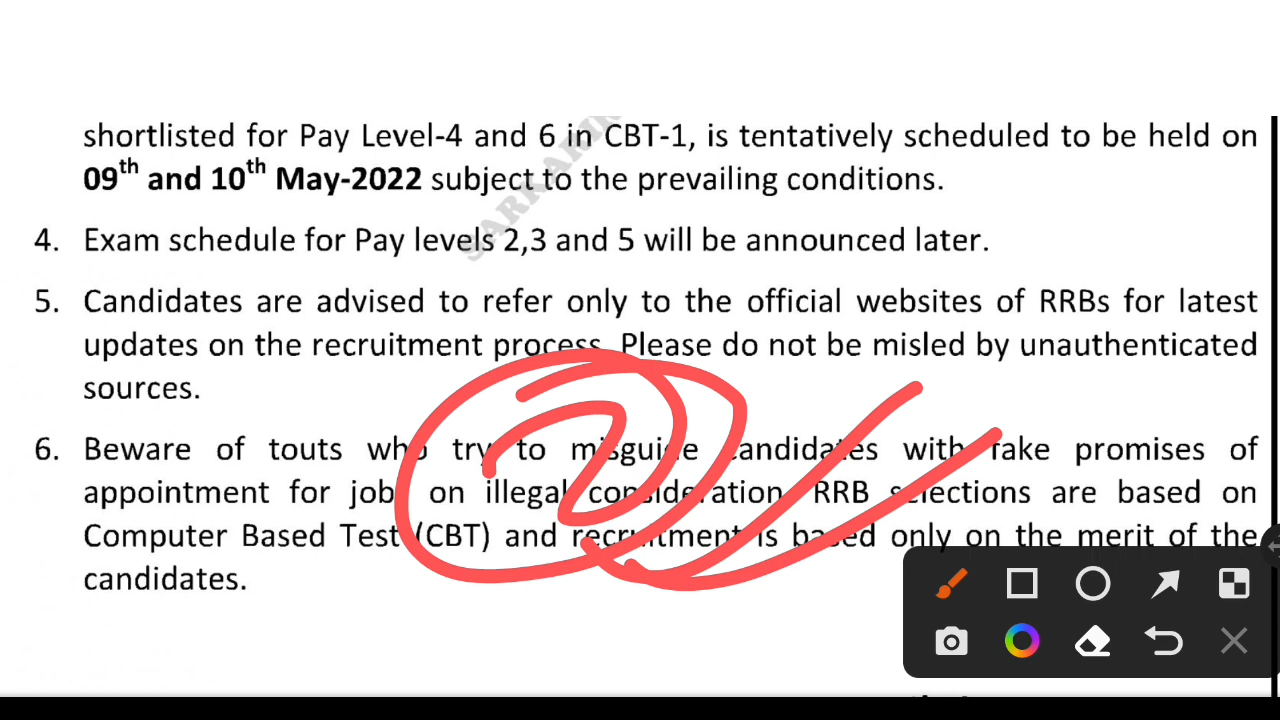 shortlisted for Pay Level-4 and 6 in CBT-1, is tentatively scheduled to be held on
09th and 10th May-2022 subject to the prevailing conditions.
4. Exam schedule for Pay levels 2,3 and 5 will be announced later.
5. Candidates are advised to refer only to the official websites of RRBs for latest
updates on the recruitment process. Please do not be misled by unauthenticated
sources.
6. Beware of touts who try to misguide candidates with fake promises of
appointment for job on illegal consideration. RRB selections are based on
Computer Based Test (CBT) and recruitment is based only on the merit of the
candidates.